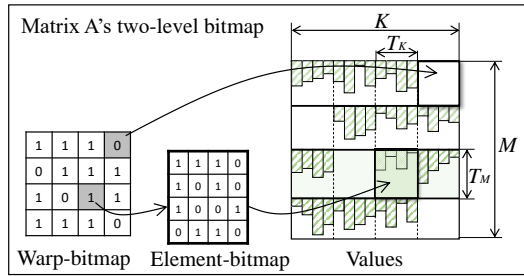 Matrix A's two-level bitmap
K
T_K
1 1 1 0
0 1 1 1
1 0 1 1
1 1 1 0
1 1 1 0
1 0 1 0
1 0 0 1
0 1 0 0
M
T_M
Warp-bitmap
Element-bitmap
Values